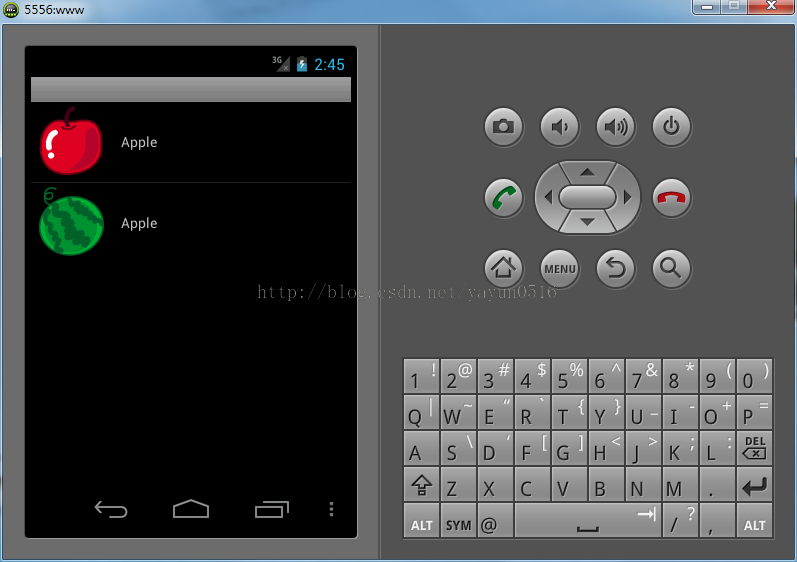 5556:www
3G 2:45
Apple
Apple
MENU
http://blog.csdn.net/yayun0516
1 ! 2 @ 3 # 4 $ 5 % 6 ^ 7 & 8 * 9 ( 0 )
Q | W ~ E “ R ` T { Y } U _ I - O + P =
A S \ D ‘ F [ G ] H < J > K ; L : DEL
Z X C V B N M .
ALT SYM @ / ? , ALT